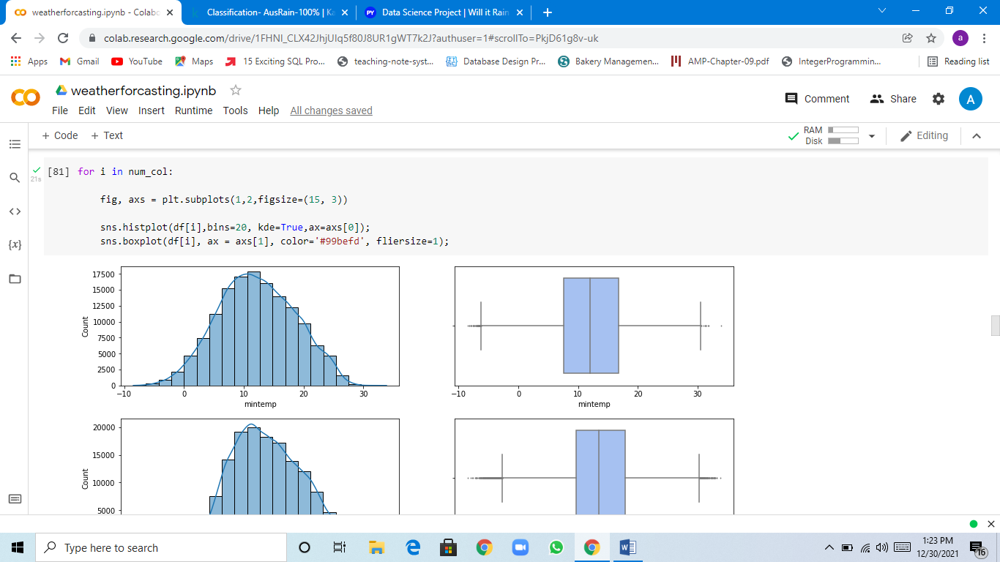 weatherforcasting.ipynb - Colabo
Classification- AusRain-100% | Ka
Data Science Project | Will it Rain
colab.research.google.com/drive/1FHNI_CLX42JhjUIq5f80J8UR1gWT7k2J?authuser=1#scrollTo=PkjD61g8v-uk
a
Apps
Gmail
YouTube
Maps
15 Exciting SQL Pro...
teaching-note-syst...
Database Design Pr...
Bakery Managemen...
AMP-Chapter-09.pdf
IntegerProgrammin...
Reading list
weatherforcasting.ipynb
Comment
Share
A
File Edit View Insert Runtime Tools Help All changes saved
+ Code + Text
RAM
Disk
Editing
21s
[81] for i in num_col:
fig, axs = plt.subplots(1,2,figsize=(15, 3))
sns.histplot(df[i],bins=20, kde=True,ax=axs[0]);
sns.boxplot(df[i], ax = axs[1], color='#99befd', fliersize=1);
17500
15000
12500
10000
7500
5000
2500
0
Count
−10 0 10 20 30
mintemp
−10 0 10 20 30
mintemp
20000
15000
10000
5000
Count
Type here to search
1:23 PM
12/30/2021
16